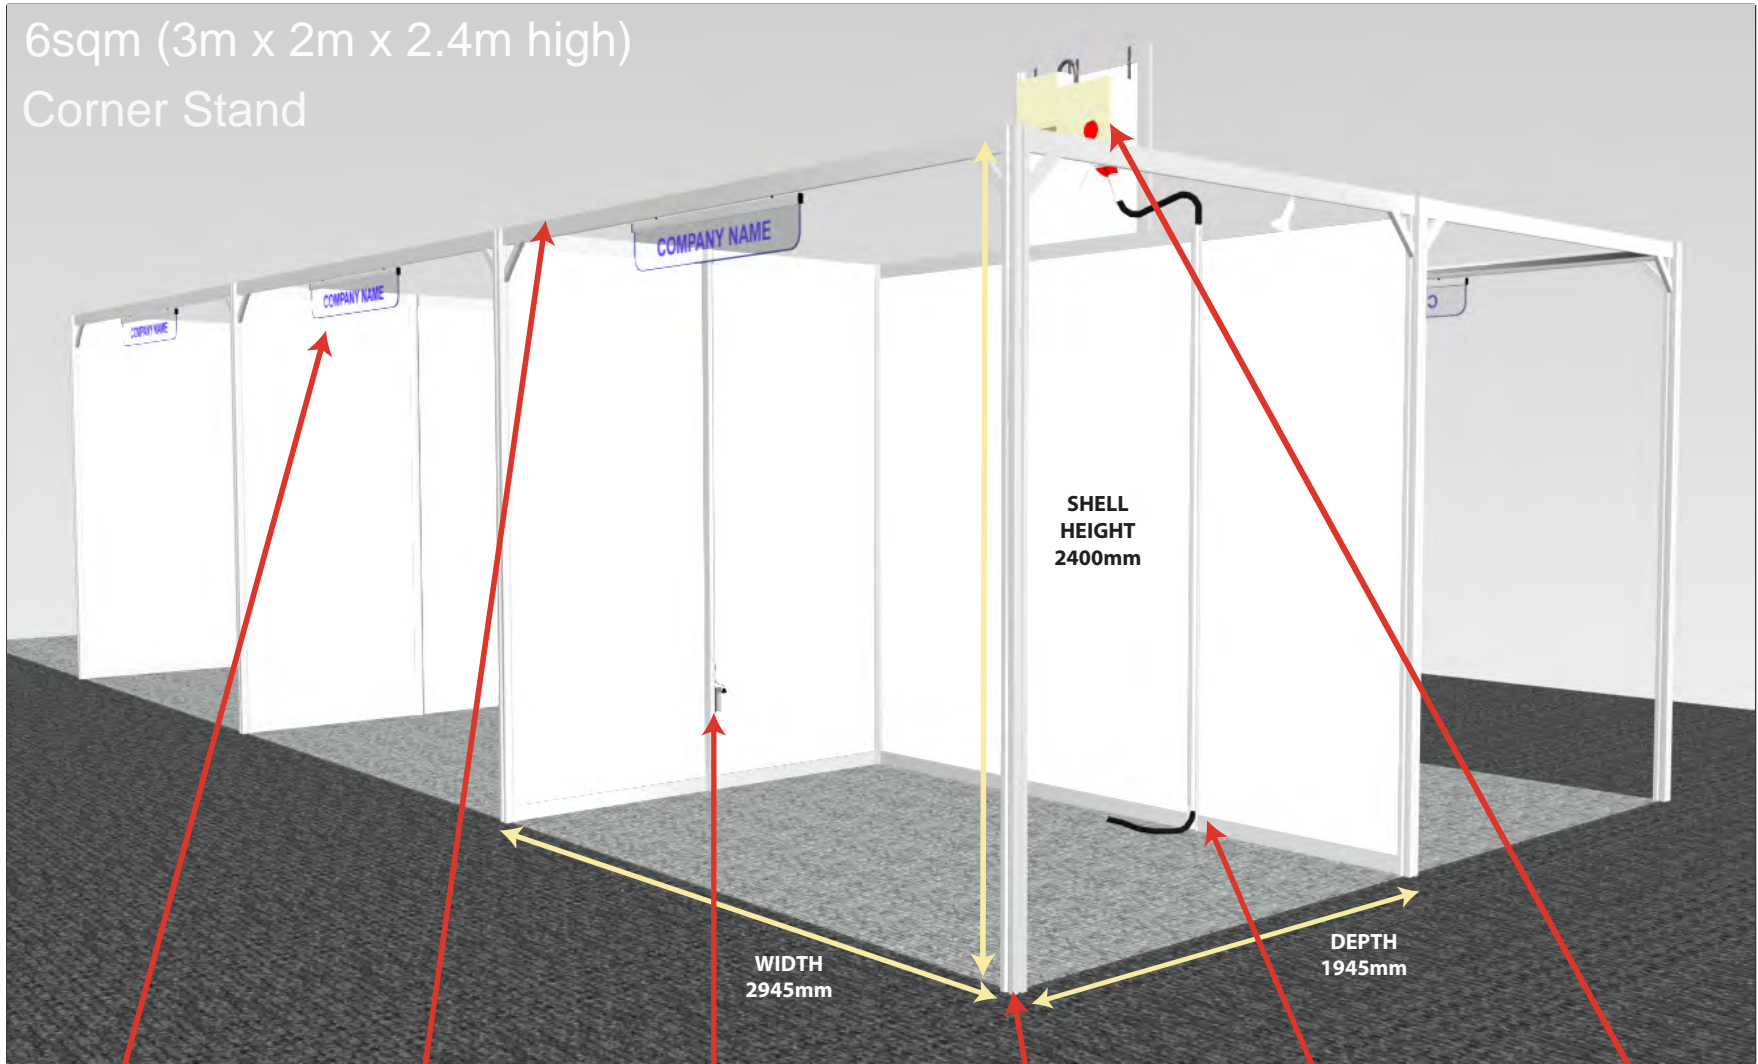 6sqm (3m x 2m x 2.4m high)
Corner Stand
COMPANY NAME
COMPANY NAME
COMPANY NAME
C
SHELL
HEIGHT
2400mm
WIDTH
2945mm
DEPTH
1945mm